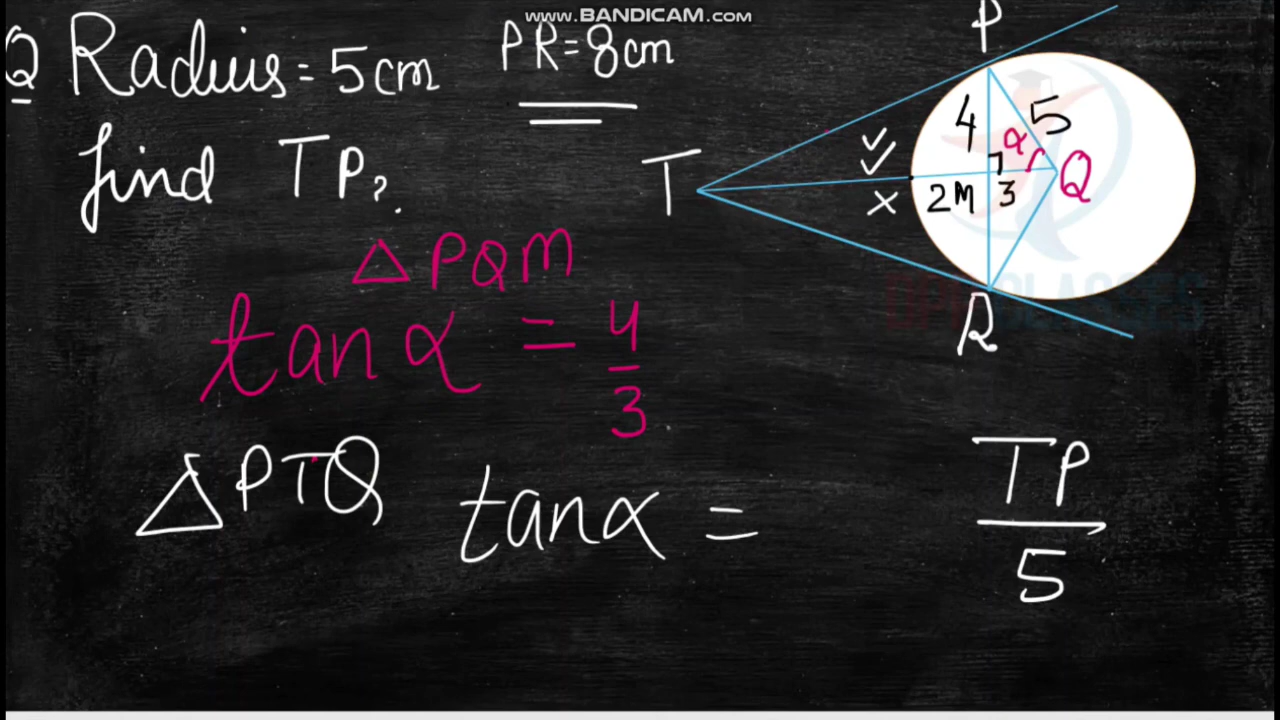 www.BANDICAM.com
Q Radius = 5cm PR = 8cm
find TP?
P
T
4 5
α
2 M 3 Q
R
△ PQM
tan α = 4/3
△ PTQ tan α = TP/5